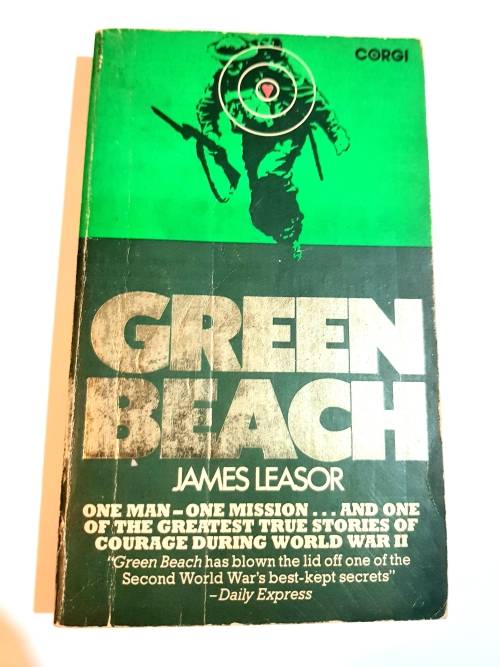 CORGI
GREEN
BEACH
JAMES LEASOR
ONE MAN – ONE MISSION . . . AND ONE
OF THE GREATEST TRUE STORIES OF
COURAGE DURING WORLD WAR II
"Green Beach has blown the lid off one of the
Second World War's best-kept secrets"
– Daily Express